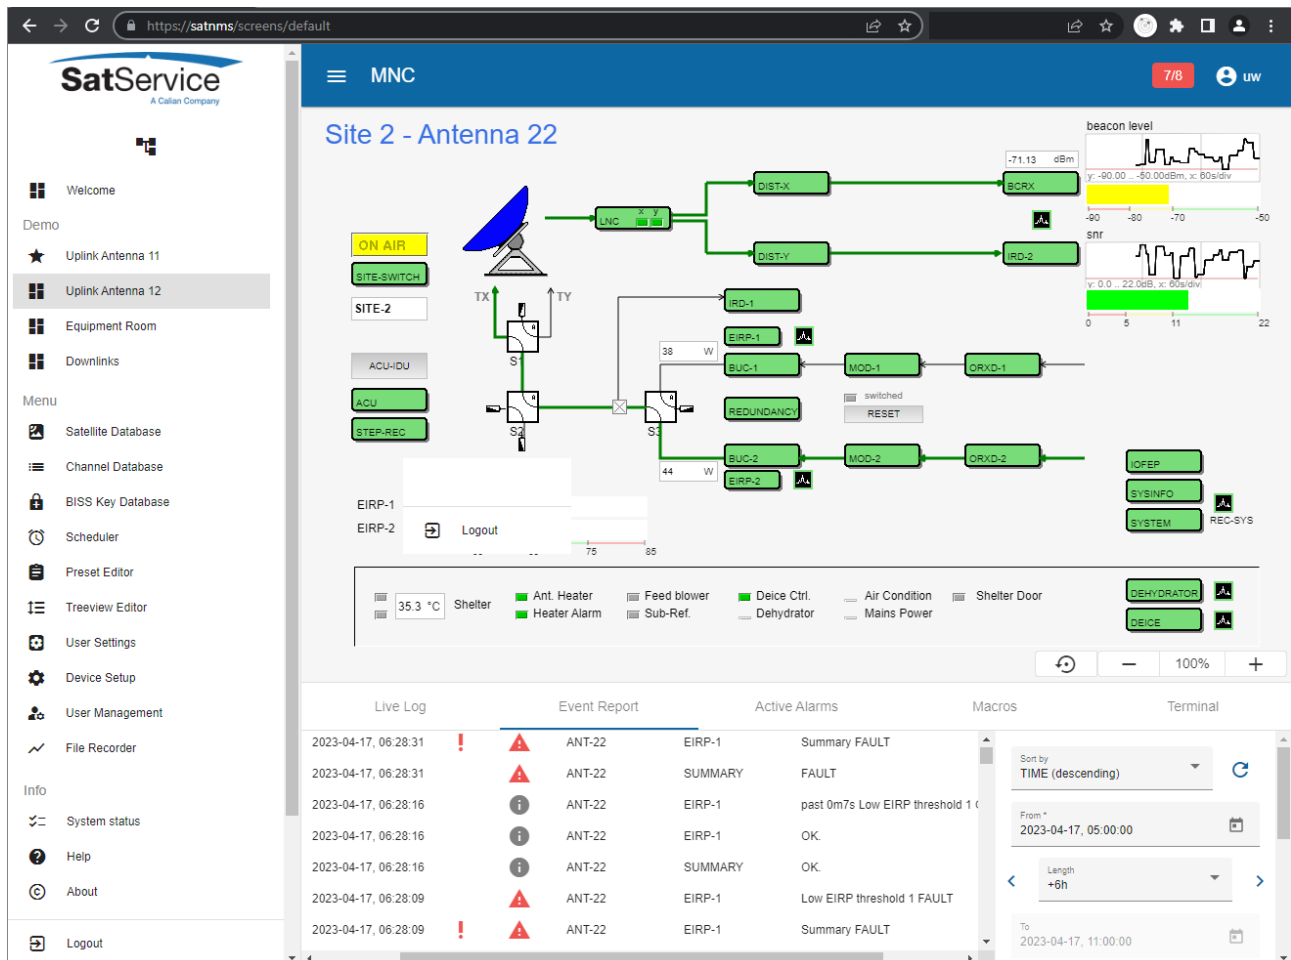 https://satnms/screens/default
SatService
A Calian Company
MNC
7/8
uw
Welcome
Demo
Uplink Antenna 11
Uplink Antenna 12
Equipment Room
Downlinks
Menu
Satellite Database
Channel Database
BISS Key Database
Scheduler
Preset Editor
Treeview Editor
User Settings
Device Setup
User Management
File Recorder
Info
System status
Help
About
Logout
Site 2 - Antenna 22
beacon level
-71.13 dBm
y: -90.00 .. -50.00dBm, x: 60s/div
-90 -80 -70 -50
snr
y: 0.0 .. 22.0dB, x: 60s/div
0 5 11 22
DIST-X
BCRX
LNC
x y
DIST-Y
IRD-2
ON AIR
SITE-SWITCH
SITE-2
TX
TY
IRD-1
EIRP-1
S1
38 W
BUC-1
MOD-1
ORXD-1
ACU-IDU
ACU
STEP-REC
A
S2
S3
REDUNDANCY
switched
RESET
BUC-2
MOD-2
ORXD-2
44 W
EIRP-2
IOFEP
SYSINFO
SYSTEM
REC-SYS
EIRP-1
EIRP-2
Logout
75 85
35.3 °C
Shelter
Ant. Heater
Feed blower
Deice Ctrl.
Air Condition
Shelter Door
Heater Alarm
Sub-Ref.
Dehydrator
Mains Power
DEHYDRATOR
DEICE
100%
Live Log
Event Report
Active Alarms
Macros
Terminal
2023-04-17, 06:28:31 ANT-22 EIRP-1 Summary FAULT
2023-04-17, 06:28:31 ANT-22 SUMMARY FAULT
2023-04-17, 06:28:16 ANT-22 EIRP-1 past 0m7s Low EIRP threshold 1
2023-04-17, 06:28:16 ANT-22 EIRP-1 OK.
2023-04-17, 06:28:16 ANT-22 SUMMARY OK.
2023-04-17, 06:28:09 ANT-22 EIRP-1 Low EIRP threshold 1 FAULT
2023-04-17, 06:28:09 ANT-22 EIRP-1 Summary FAULT
Sort by
TIME (descending)
From *
2023-04-17, 05:00:00
Length
+6h
To
2023-04-17, 11:00:00